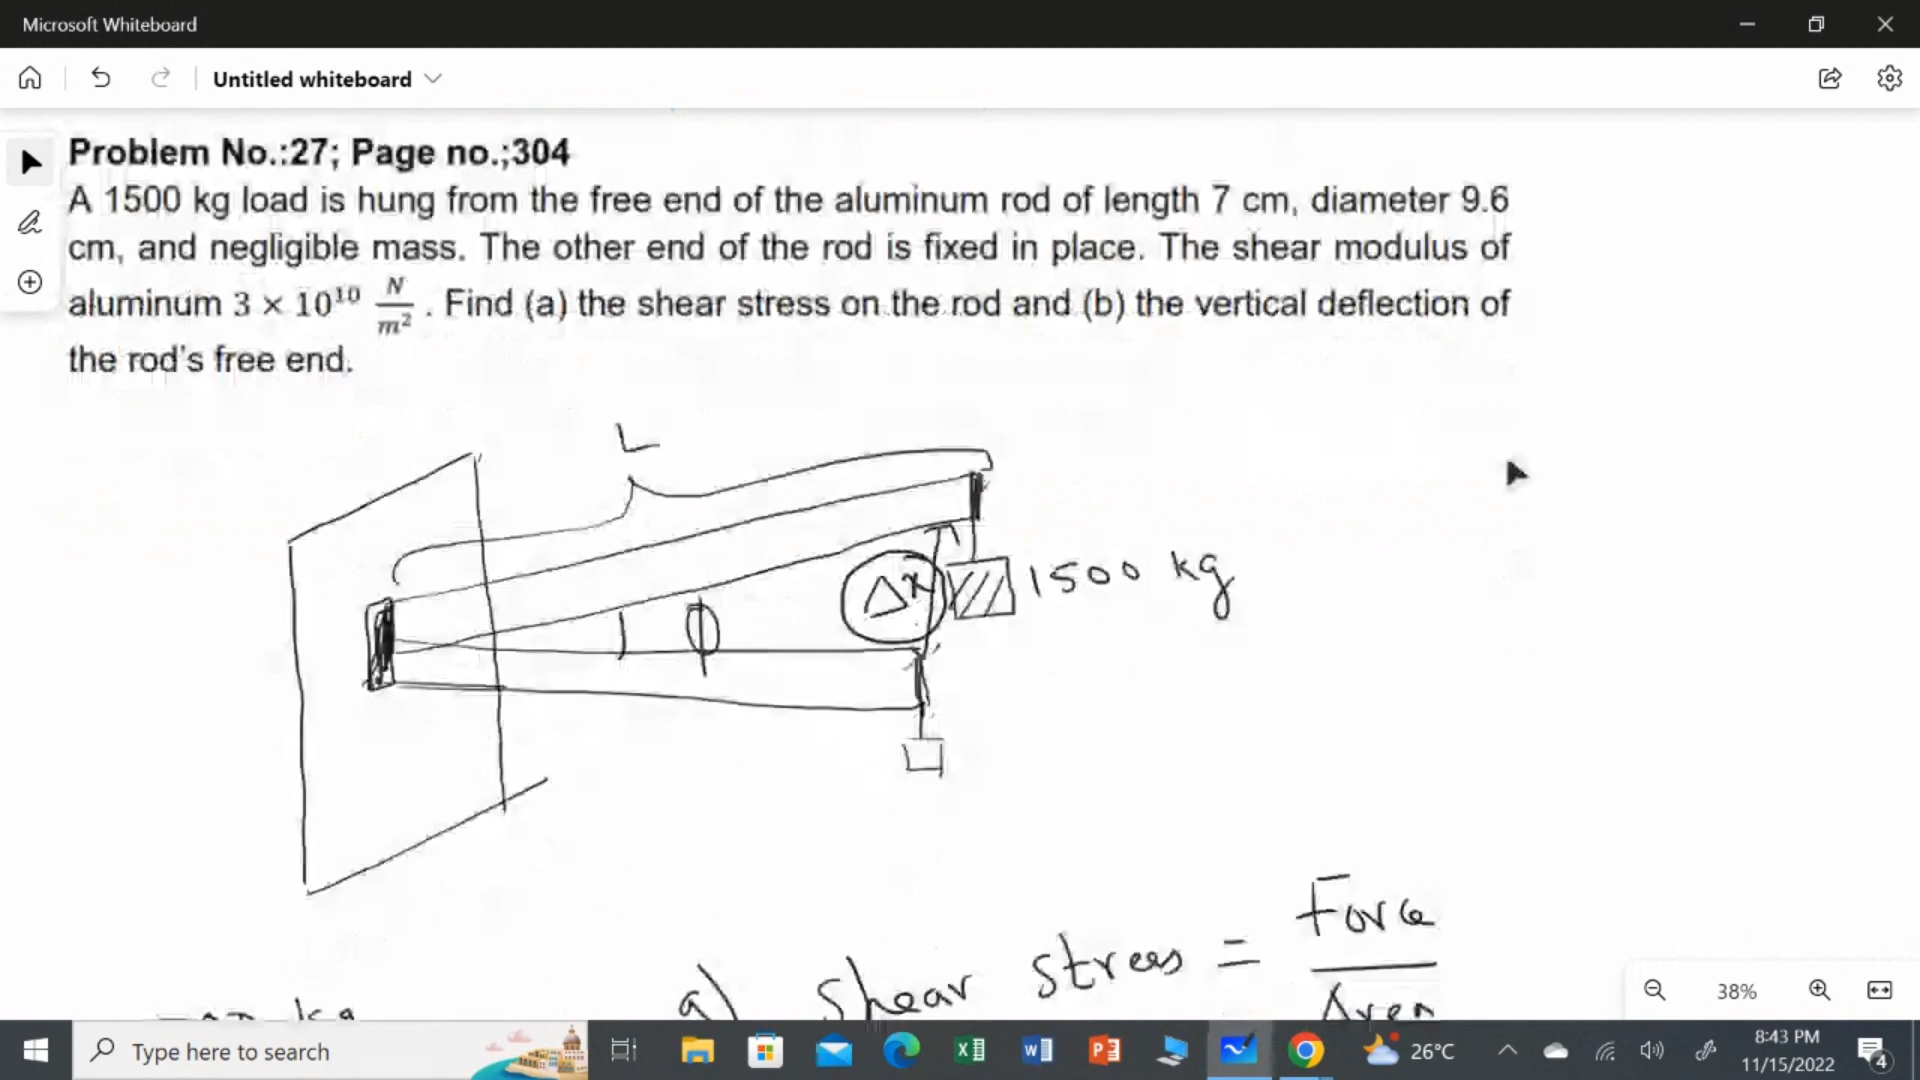 Microsoft Whiteboard
Untitled whiteboard
Problem No.:27; Page no.;304
A 1500 kg load is hung from the free end of the aluminum rod of length 7 cm, diameter 9.6
cm, and negligible mass. The other end of the rod is fixed in place. The shear modulus of
aluminum 3 × 10¹⁰ N/m² . Find (a) the shear stress on the rod and (b) the vertical deflection of
the rod's free end.
L
Δx
1500 kg
ϕ
a) Shear stress = Force
Area
kg
38%
Type here to search
26°C
8:43 PM
11/15/2022
4